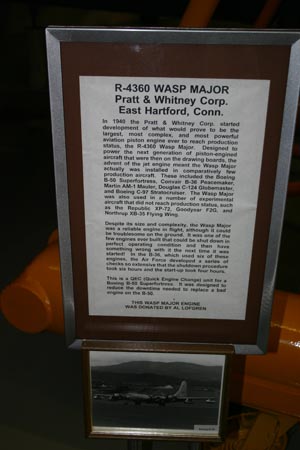 R-4360 WASP MAJOR
Pratt & Whitney Corp.
East Hartford, Conn.
In 1940 the Pratt & Whitney Corp. started
development of what would prove to be the
largest, most complex, and most powerful
aviation piston engine ever to reach production
status, the R-4360 Wasp Major. Designed to
power the next generation of piston-engined
aircraft that were then on the drawing boards, the
advent of the jet engine meant the Wasp Major
actually was installed in comparatively few
production aircraft. These included the Boeing
B-50 Superfortress, Convair B-36 Peacemaker,
Martin AM-1 Mauler, Douglas C-124 Globemaster,
and Boeing C-97 Stratocruiser. The Wasp Major
was also used in a number of experimental
aircraft that did not reach production status, such
as the Republic XP-72, Goodyear F2G, and
Northrup XB-35 Flying Wing.
Despite its size and complexity, the Wasp Major
was a reliable engine in flight, although it could
be troublesome on the ground. It was one of the
few engines ever built that could be shut down in
perfect operating condition and then have
something wrong with it the next time it was
started! In the B-36, which used six of these
engines, the Air Force developed a series of
checks so extensive that the shutdown procedure
took six hours and the start-up took four hours.
This is a QEC (Quick Engine Change) unit for a
Boeing B-50 Superfortress. It was designed to
reduce the downtime needed to replace a bad
engine on the B-50.
THIS WASP MAJOR ENGINE
WAS DONATED BY AL LOFGREN